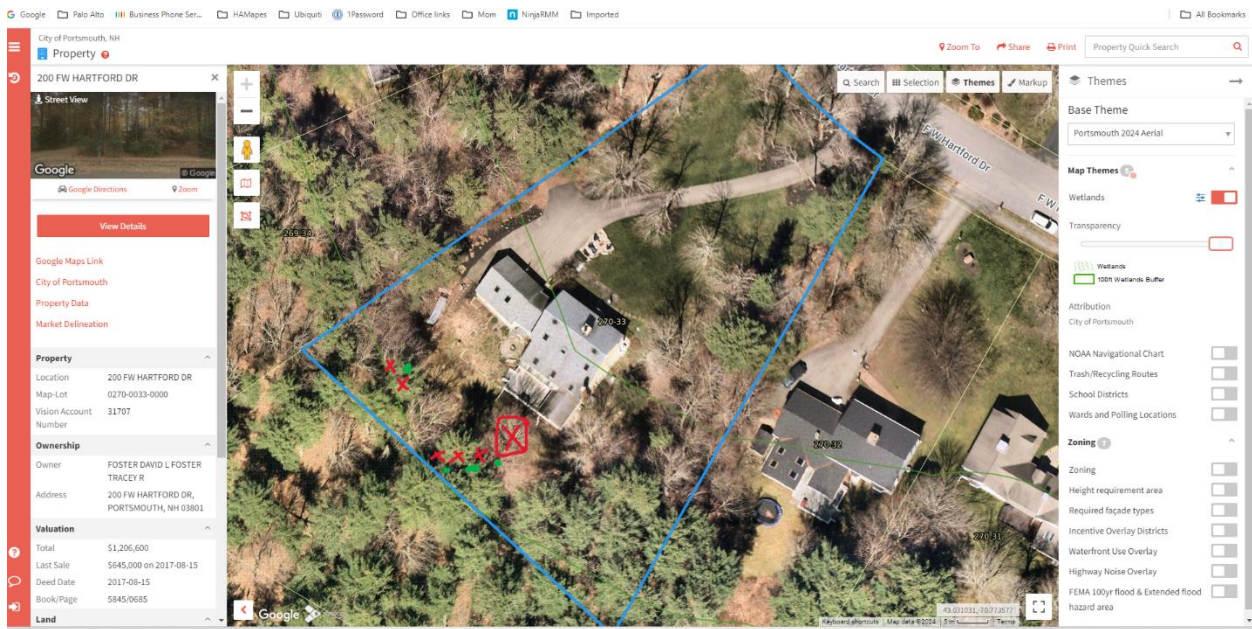 Google
Palo Alto
Business Phone Ser...
HAMapes
Ubiquiti
1Password
Office links
Mom
NinjaRMM
Imported
All Bookmarks
City of Portsmouth, NH
Property
Zoom To
Share
Print
Property Quick Search
200 FW HARTFORD DR
Street View
Google
© Google
Google Directions
Zoom
View Details
Google Maps Link
City of Portsmouth
Property Data
Market Delineation
Property
Location 200 FW HARTFORD DR
Map-Lot 0270-0033-0000
Vision Account 31707
Number
Ownership
Owner FOSTER DAVID L FOSTER
TRACEY R
Address 200 FW HARTFORD DR,
PORTSMOUTH, NH 03801
Valuation
Total $1,206,600
Last Sale $645,000 on 2017-08-15
Deed Date 2017-08-15
Book/Page 5845/0685
Land
Search
Selection
Themes
Markup
F W Hartford Dr
F W
269-34
270-33
270-32
270-31
Google
43.031031,-70.773577
Keyboard shortcuts
Map data ©2024
5 m
Terms
Themes
Base Theme
Portsmouth 2024 Aerial
Map Themes
Wetlands
Transparency
Wetlands
100ft Wetlands Buffer
Attribution
City of Portsmouth
NOAA Navigational Chart
Trash/Recycling Routes
School Districts
Wards and Polling Locations
Zoning
Zoning
Height requirement area
Required façade types
Incentive Overlay Districts
Waterfront Use Overlay
Highway Noise Overlay
FEMA 100yr flood & Extended flood
hazard area